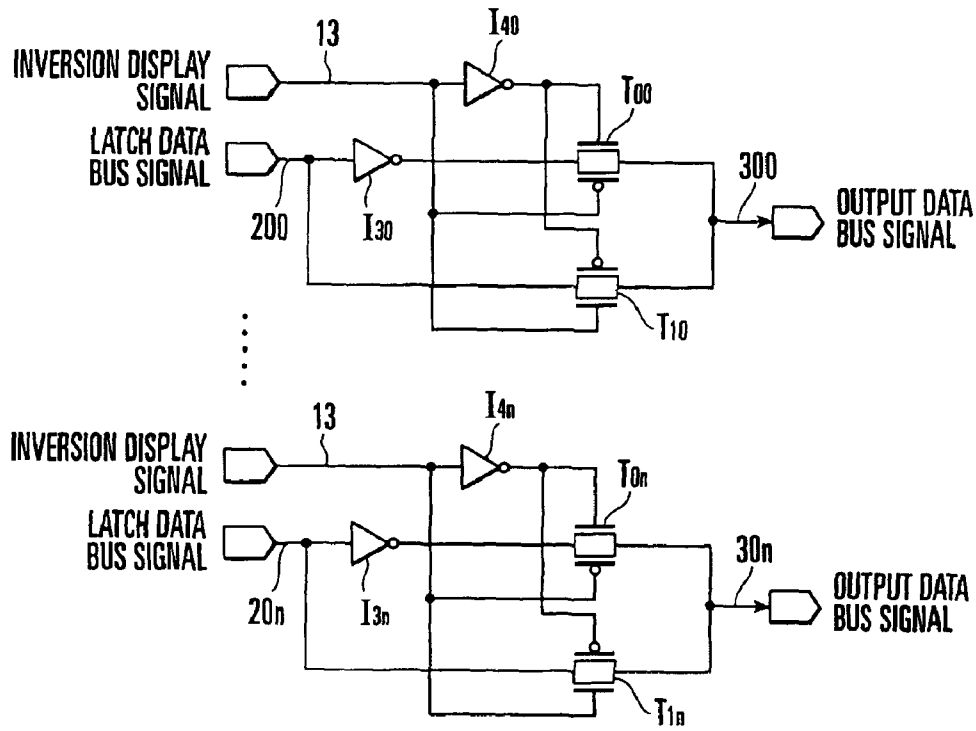 I40
13
INVERSION DISPLAY
SIGNAL
T00
LATCH DATA
BUS SIGNAL
300
OUTPUT DATA
BUS SIGNAL
200
I30
T10
I4n
13
INVERSION DISPLAY
SIGNAL
T0n
LATCH DATA
BUS SIGNAL
30n
OUTPUT DATA
BUS SIGNAL
20n
I3n
T1n